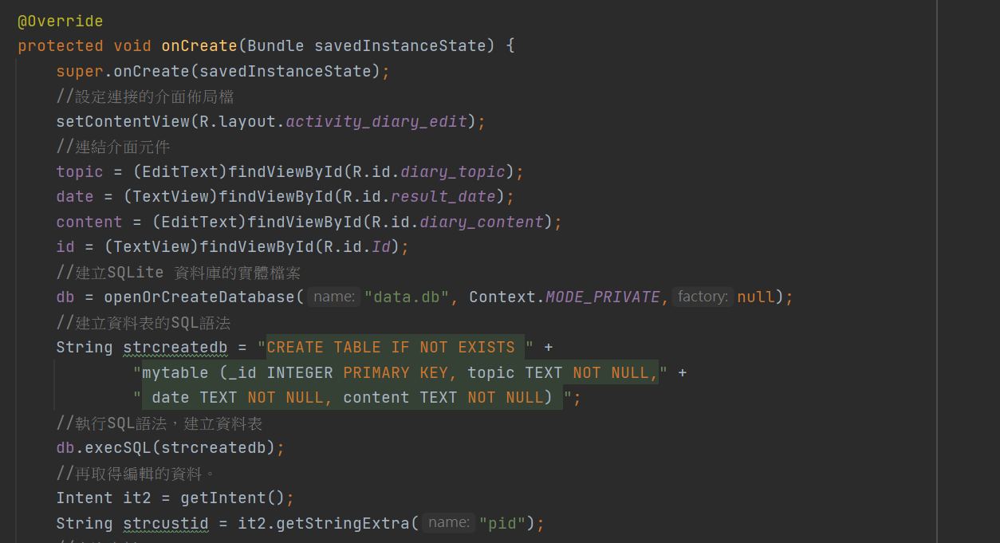 @Override
protected void onCreate(Bundle savedInstanceState) {
super.onCreate(savedInstanceState);
//設定連接的介面佈局檔
setContentView(R.layout.activity_diary_edit);
//連結介面元件
topic = (EditText)findViewById(R.id.diary_topic);
date = (TextView)findViewById(R.id.result_date);
content = (EditText)findViewById(R.id.diary_content);
id = (TextView)findViewById(R.id.Id);
//建立SQLite 資料庫的實體檔案
db = openOrCreateDatabase( name: "data.db", Context.MODE_PRIVATE, factory: null);
//建立資料表的SQL語法
String strcreatedb = "CREATE TABLE IF NOT EXISTS " +
"mytable (_id INTEGER PRIMARY KEY, topic TEXT NOT NULL," +
" date TEXT NOT NULL, content TEXT NOT NULL) ";
//執行SQL語法，建立資料表
db.execSQL(strcreatedb);
//再取得編輯的資料。
Intent it2 = getIntent();
String strcustid = it2.getStringExtra( name: "pid");